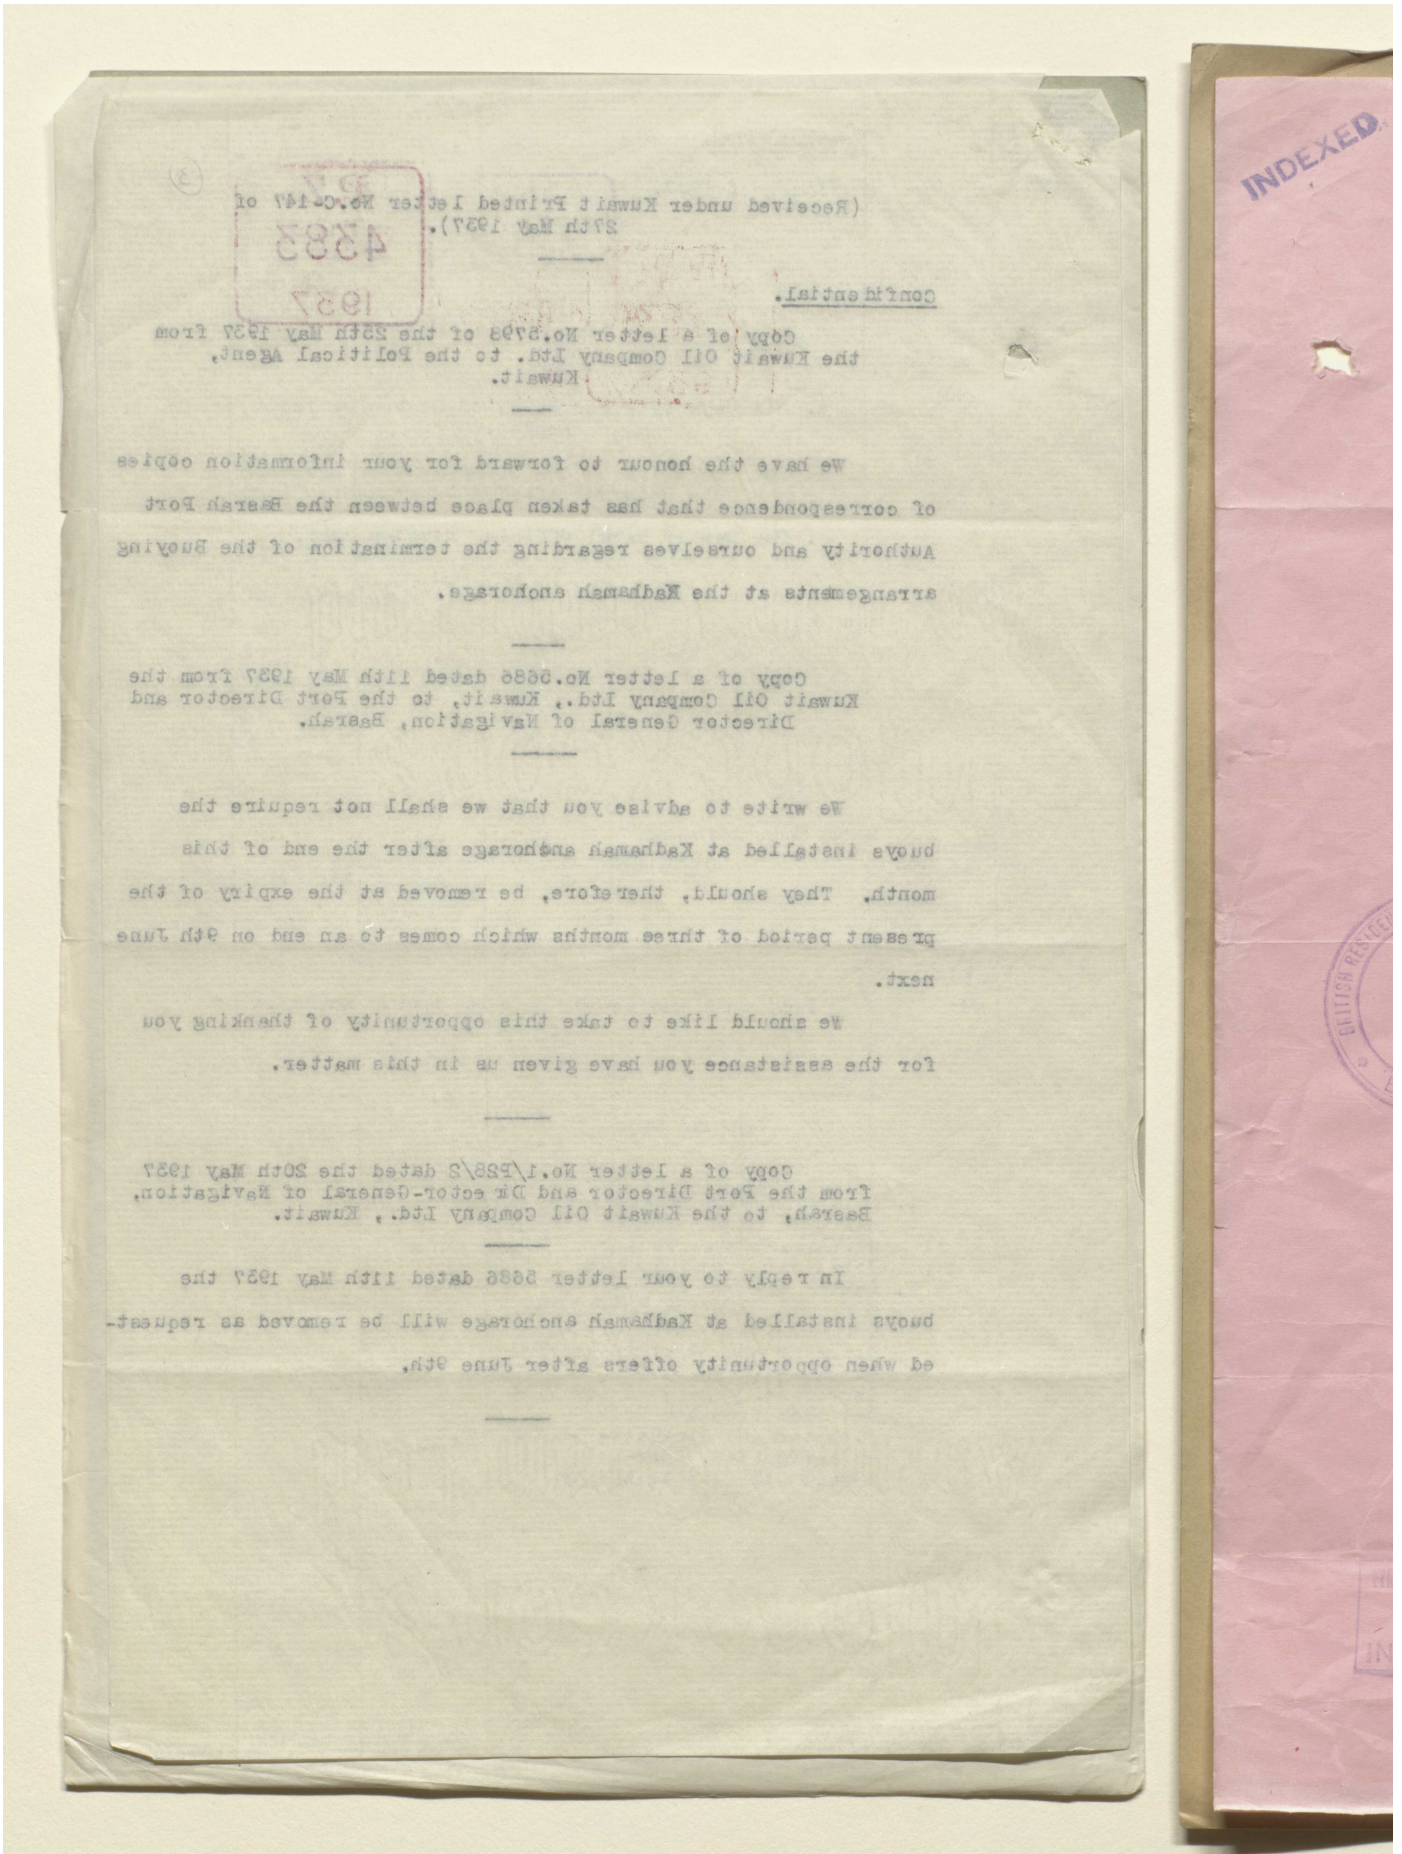 (3)
P.Z.
4383
1937
(Received under Kuwait Printed letter No.C-147 of
27th May 1937).
Confidential.
Copy of a letter No.5798 of the 25th May 1937 from
the Kuwait Oil Company Ltd. to the Political Agent,
Kuwait.
We have the honour to forward for your information copies
of correspondence that has taken place between the Basrah Port
Authority and ourselves regarding the termination of the Buoying
arrangements at the Kadhamah anchorage.
Copy of a letter No.5686 dated 11th May 1937 from the
Kuwait Oil Company Ltd., Kuwait, to the Port Director and
Director General of Navigation, Basrah.
We write to advise you that we shall not require the
buoys installed at Kadhamah anchorage after the end of this
month. They should, therefore, be removed at the expiry of the
present period of three months which comes to an end on 9th June
next.
We should like to take this opportunity of thanking you
for the assistance you have given us in this matter.
Copy of a letter No.1/P28/2 dated the 20th May 1937
from the Port Director and Director-General of Navigation,
Basrah, to the Kuwait Oil Company Ltd., Kuwait.
In reply to your letter 5686 dated 11th May 1937 the
buoys installed at Kadhamah anchorage will be removed as request-
ed when opportunity offers after June 9th.
INDEXED
BRITISH RESIDEN
IN